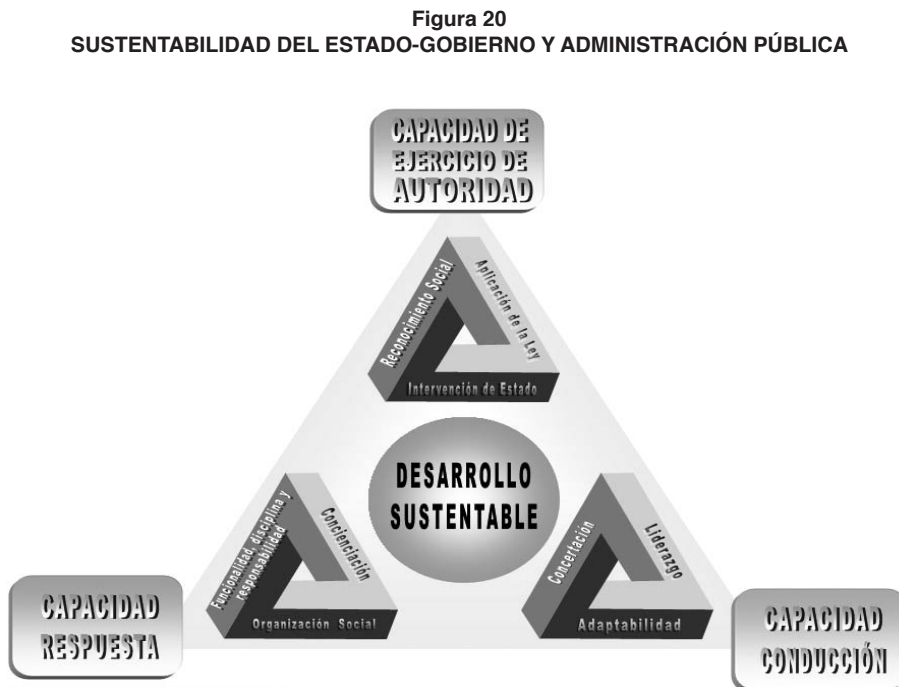 Figura 20
SUSTENTABILIDAD DEL ESTADO-GOBIERNO Y ADMINISTRACIÓN PÚBLICA
CAPACIDAD DE
EJERCICIO DE
AUTORIDAD
Reconocimiento Social
Aplicación de la Ley
Intervención de Estado
DESARROLLO
SUSTENTABLE
Funcionalidad, disciplina y
responsabilidad
Concienciación
Organización Social
Concertación
Liderazgo
Adaptabilidad
CAPACIDAD
RESPUESTA
CAPACIDAD
CONDUCCIÓN